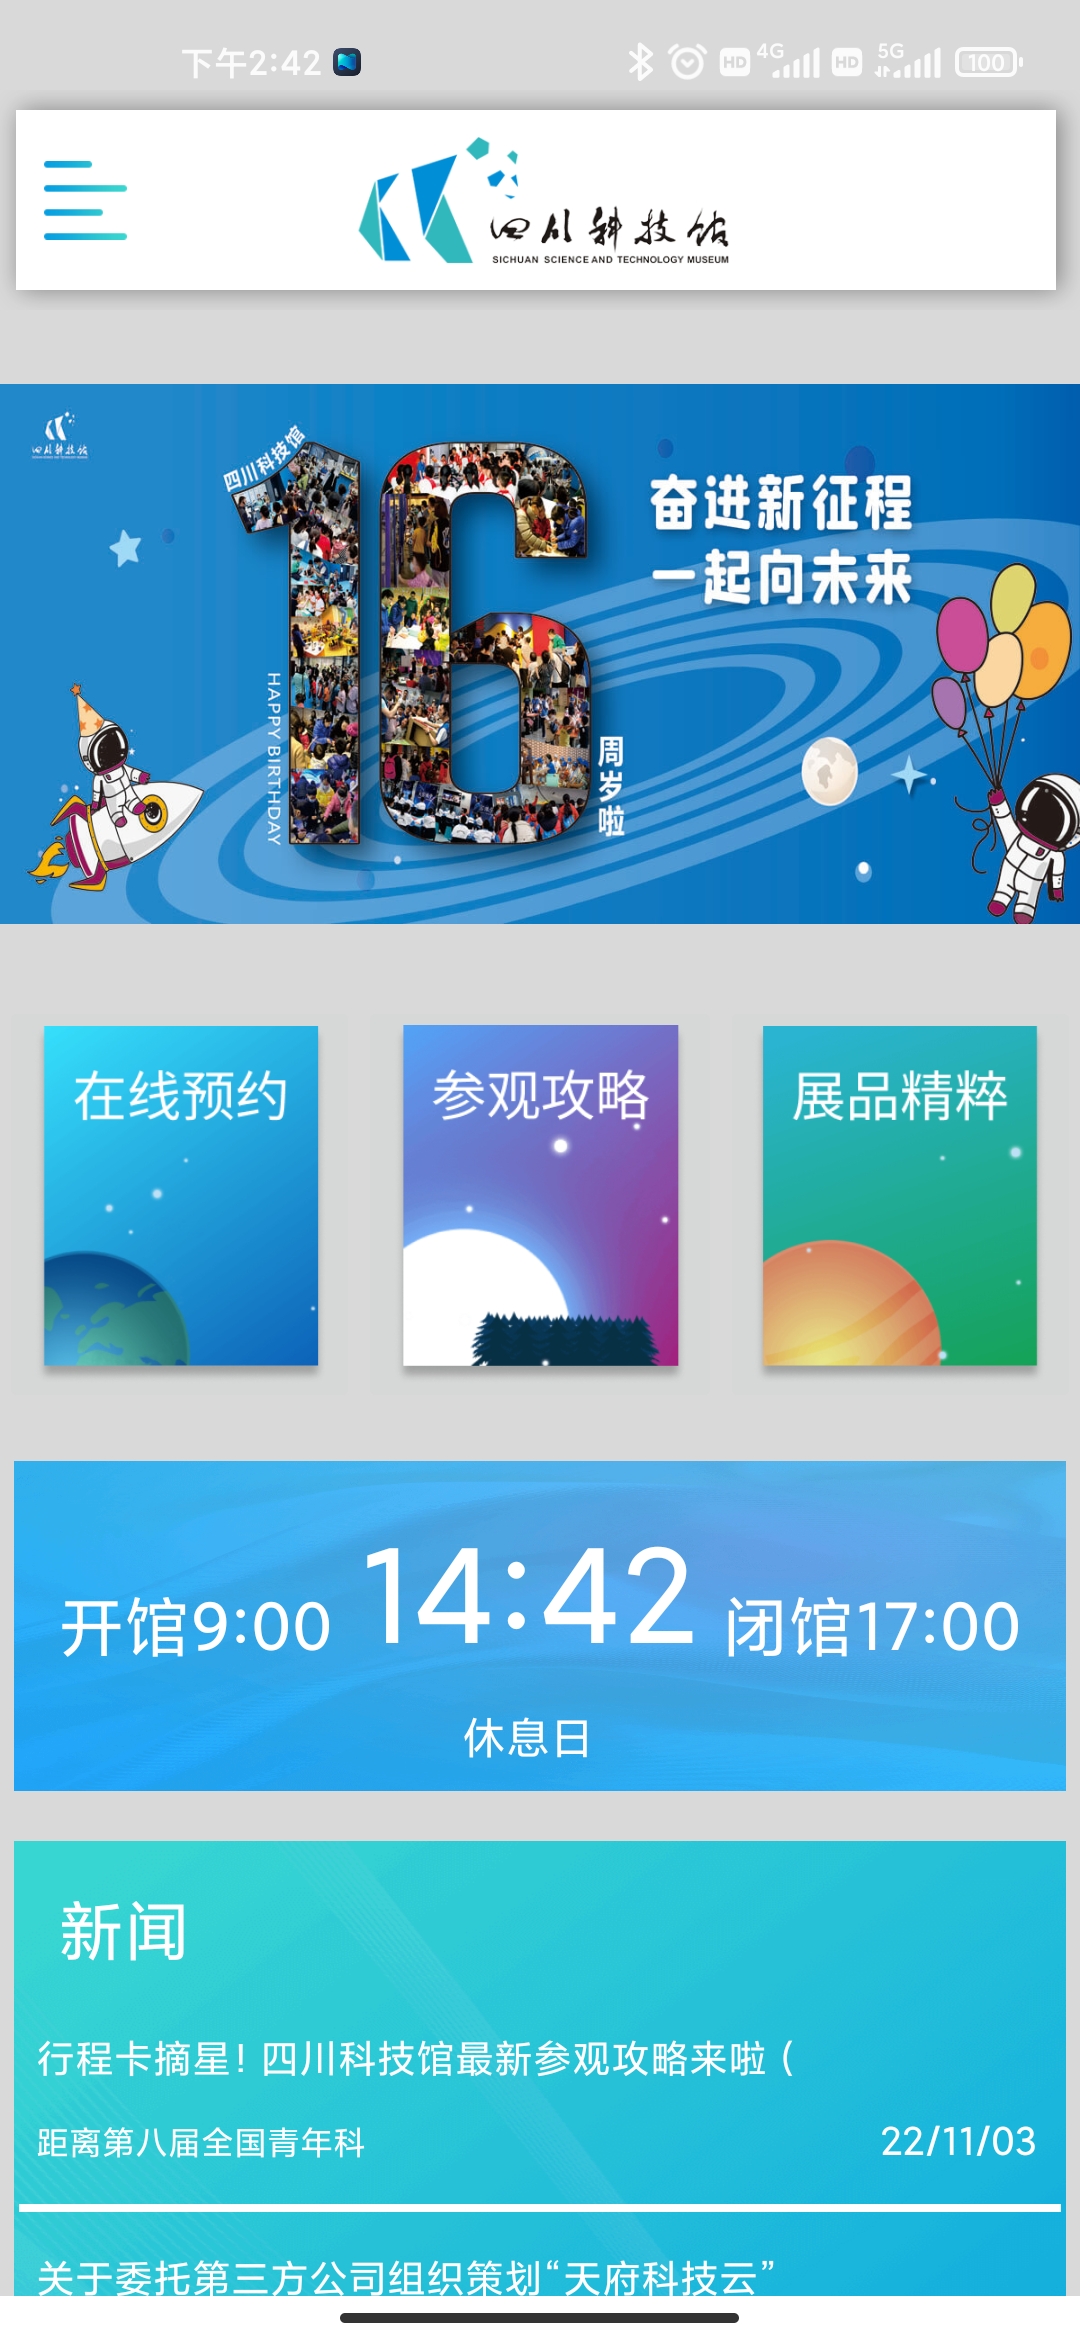 下午2:42
4G
5G
HD
HD
100
四川科技馆
SICHUAN SCIENCE AND TECHNOLOGY MUSEUM
四川科技馆
四川科技馆
16
HAPPY BIRTHDAY
周岁啦
奋进新征程
一起向未来
在线预约
参观攻略
展品精粹
开馆9:00
14:42
闭馆17:00
休息日
新闻
行程卡摘星！四川科技馆最新参观攻略来啦（
距离第八届全国青年科
22/11/03
关于委托第三方公司组织策划“天府科技云”